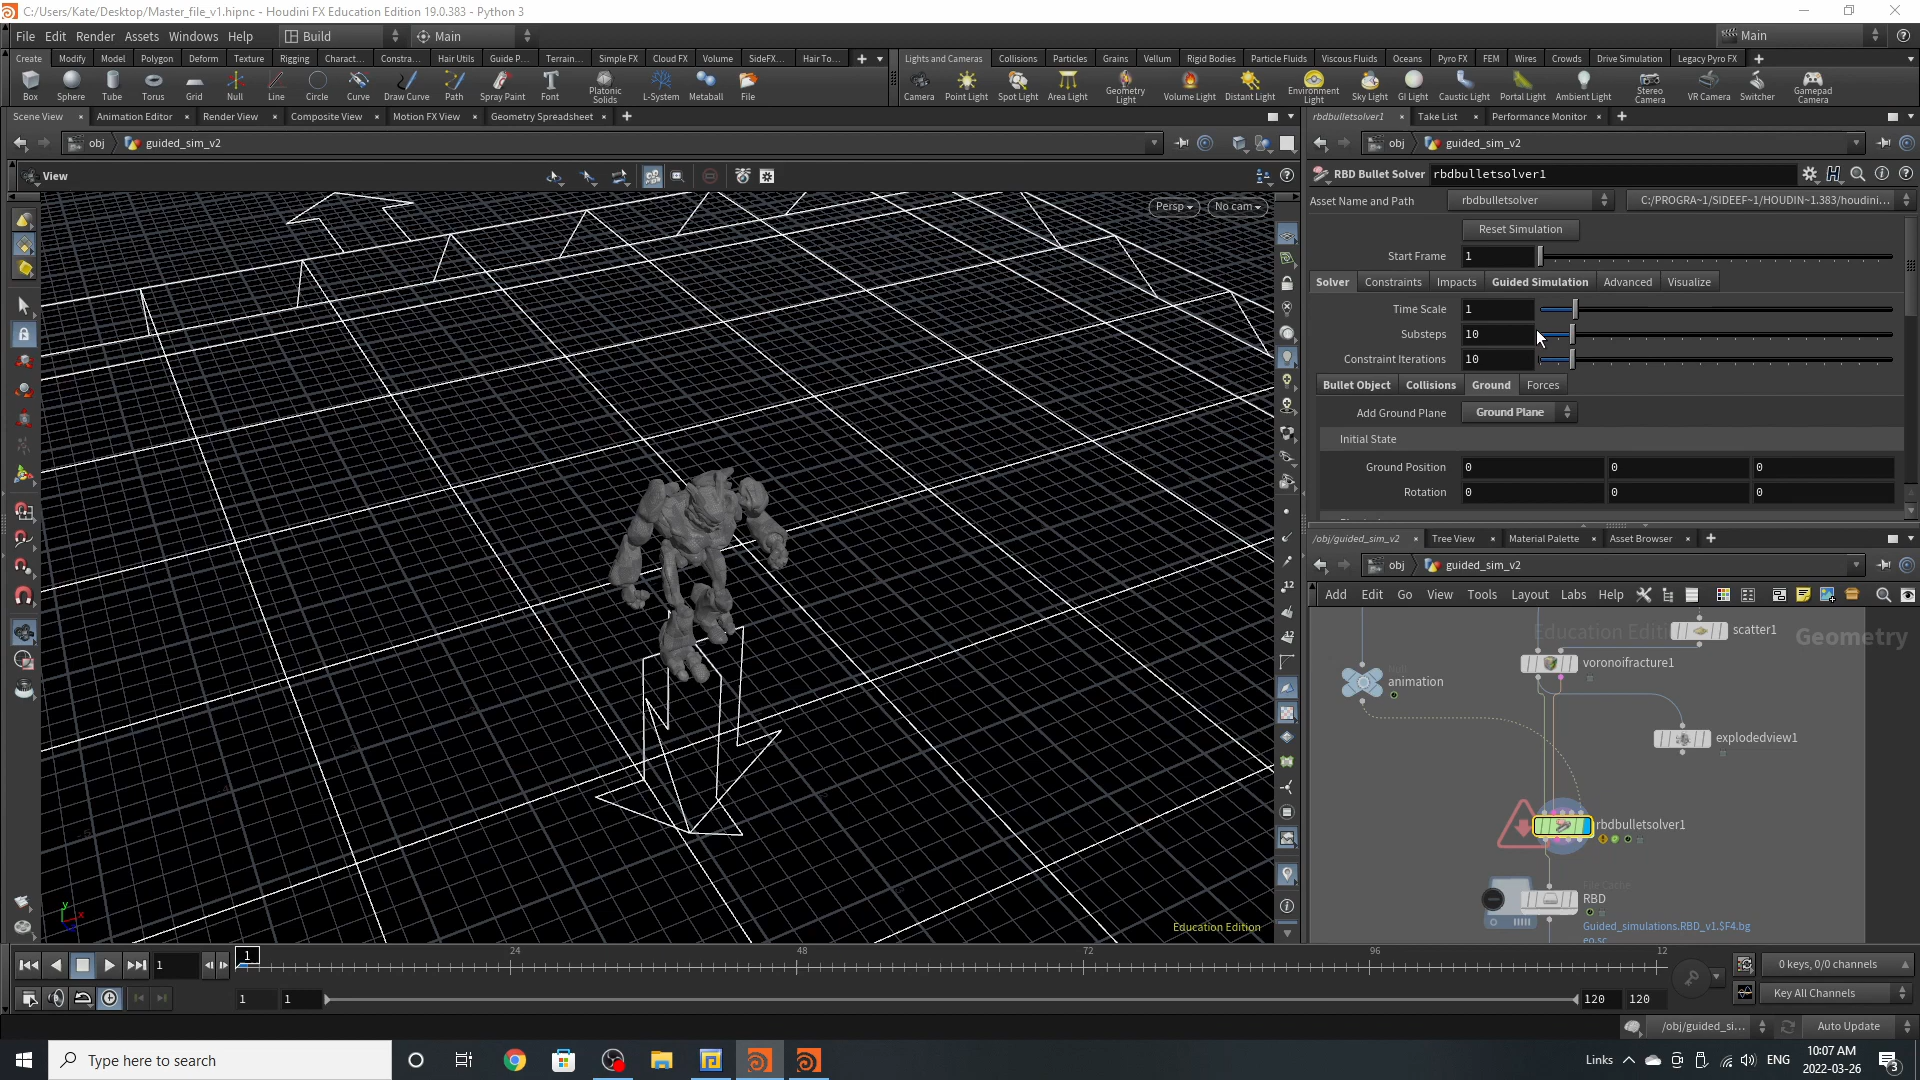 C:/Users/Kate/Desktop/Master_file_v1.hipnc - Houdini FX Education Edition 19.0.383 - Python 3
File Edit Render Assets Windows Help Build Main Main
Create Modify Model Polygon Deform Texture Rigging Charact... Constra... Hair Utils Guide P... Terrain... Simple FX Cloud FX Volume SideFX... Hair To...
Lights and Cameras Collisions Particles Grains Vellum Rigid Bodies Particle Fluids Viscous Fluids Oceans Pyro FX FEM Wires Crowds Drive Simulation Legacy Pyro FX
Box Sphere Tube Torus Grid Null Line Circle Curve Draw Curve Path Spray Paint Font Platonic Solids L-System Metaball File
Camera Point Light Spot Light Area Light Geometry Light Volume Light Distant Light Environment Light Sky Light GI Light Caustic Light Portal Light Ambient Light Stereo Camera VR Camera Switcher Gamepad Camera
Scene View Animation Editor Render View Composite View Motion FX View Geometry Spreadsheet
rbdbulletsolver1 Take List Performance Monitor
obj guided_sim_v2
obj guided_sim_v2
View
RBD Bullet Solver rbdbulletsolver1
Asset Name and Path rbdbulletsolver C:/PROGRA~1/SIDEEF~1/HOUDIN~1.383/houdini...
Persp No cam
Reset Simulation
Start Frame 1
Solver Constraints Impacts Guided Simulation Advanced Visualize
Time Scale 1
Substeps 10
Constraint Iterations 10
Bullet Object Collisions Ground Forces
Add Ground Plane Ground Plane
Initial State
Ground Position 0 0 0
Rotation 0 0 0
/obj/guided_sim_v2 Tree View Material Palette Asset Browser
obj guided_sim_v2
Add Edit Go View Tools Layout Labs Help
Education Editi
scatter1
Geometry
voronoifracture1
Null
animation
explodedview1
rbdbulletsolver1
File Cache
RBD
Guided_simulations.RBD_v1.$F4.bg
eo.sc
12
12
y x
Education Edition
1 1 24 48 72 96 12
0 keys, 0/0 channels
1 1 120 120
Key All Channels
/obj/guided_si... Auto Update
Type here to search
Links ENG 10:07 AM
2022-03-26
3